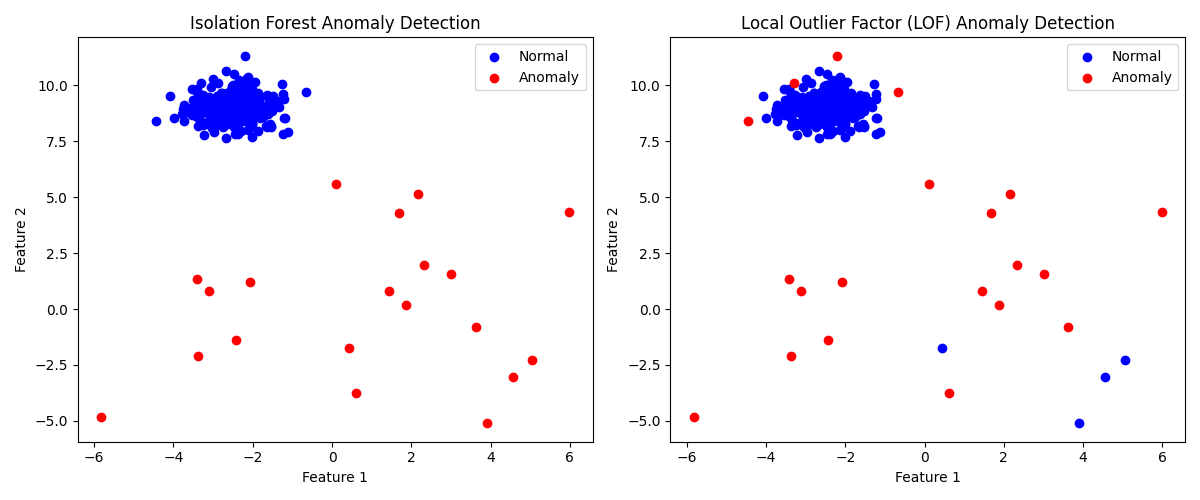 Isolation Forest Anomaly Detection
Normal
Anomaly
10.0
7.5
5.0
2.5
0.0
−2.5
−5.0
−6 −4 −2 0 2 4 6
Feature 1
Feature 2
Local Outlier Factor (LOF) Anomaly Detection
Normal
Anomaly
10.0
7.5
5.0
2.5
0.0
−2.5
−5.0
−6 −4 −2 0 2 4 6
Feature 1
Feature 2